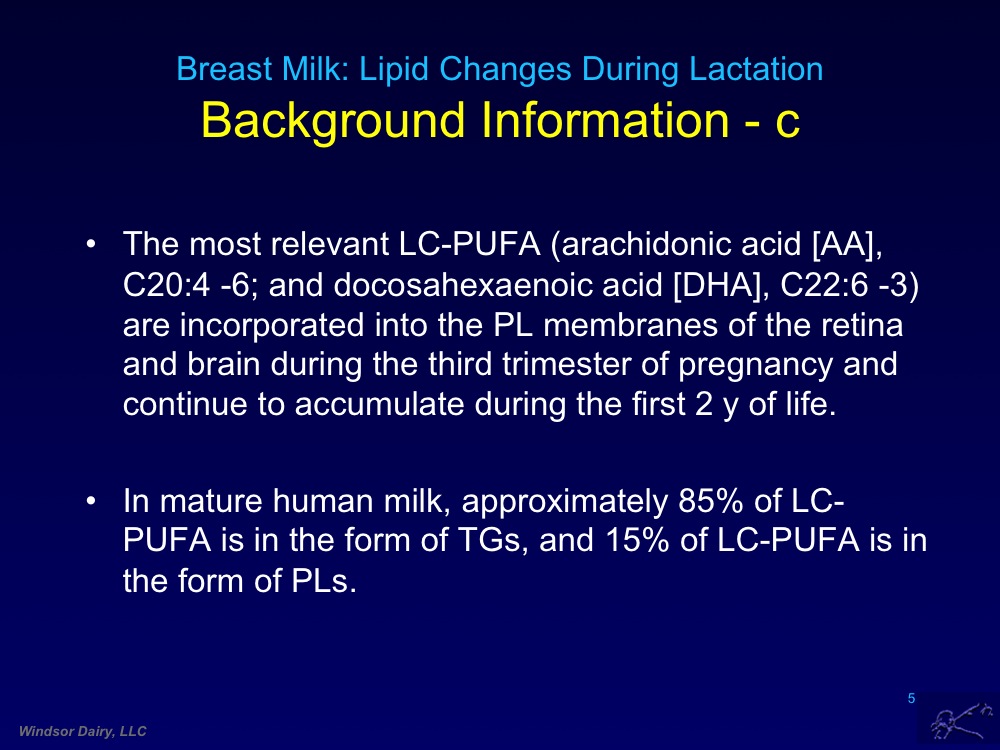 Breast Milk: Lipid Changes During Lactation
Background Information - c
• The most relevant LC-PUFA (arachidonic acid [AA],
C20:4 -6; and docosahexaenoic acid [DHA], C22:6 -3)
are incorporated into the PL membranes of the retina
and brain during the third trimester of pregnancy and
continue to accumulate during the first 2 y of life.
• In mature human milk, approximately 85% of LC-
PUFA is in the form of TGs, and 15% of LC-PUFA is in
the form of PLs.
5
Windsor Dairy, LLC